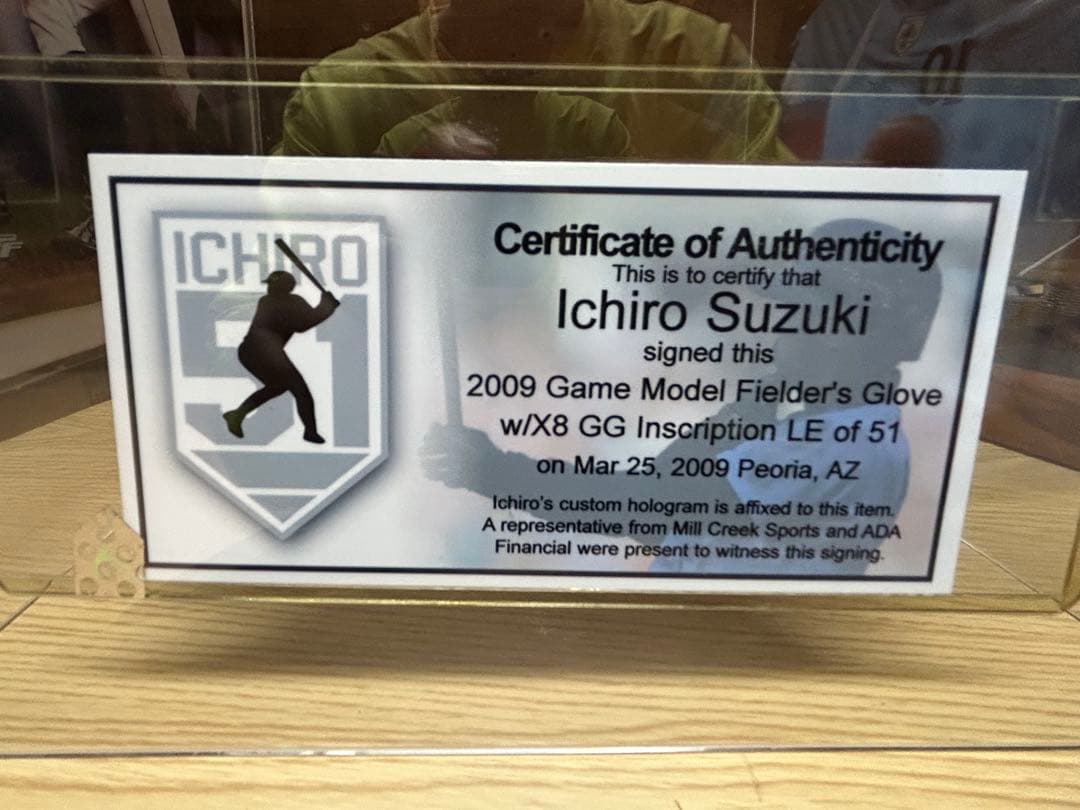 ICHIRO
51
Certificate of Authenticity
This is to certify that
Ichiro Suzuki
signed this
2009 Game Model Fielder's Glove
w/X8 GG Inscription LE of 51
on Mar 25, 2009 Peoria, AZ
Ichiro's custom hologram is affixed to this item.
A representative from Mill Creek Sports and ADA
Financial were present to witness this signing.